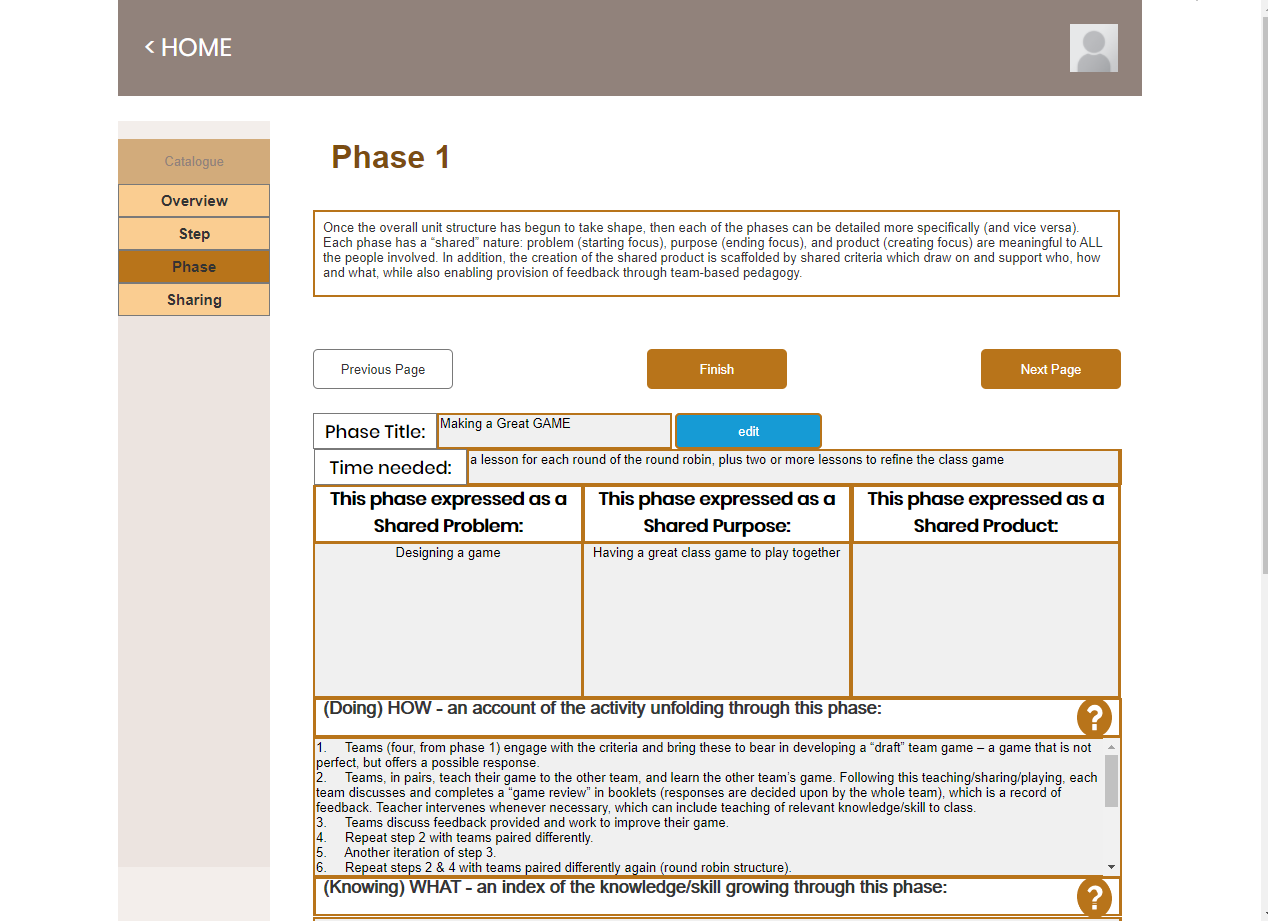 < HOME
Catalogue
Overview
Step
Phase
Sharing
Phase 1
Once the overall unit structure has begun to take shape, then each of the phases can be detailed more specifically (and vice versa).
Each phase has a “shared” nature: problem (starting focus), purpose (ending focus), and product (creating focus) are meaningful to ALL
the people involved. In addition, the creation of the shared product is scaffolded by shared criteria which draw on and support who, how
and what, while also enabling provision of feedback through team-based pedagogy.
Previous Page
Finish
Next Page
Phase Title:
Making a Great GAME
edit
Time needed:
a lesson for each round of the round robin, plus two or more lessons to refine the class game
This phase expressed as a
Shared Problem:
This phase expressed as a
Shared Purpose:
This phase expressed as a
Shared Product:
Designing a game
Having a great class game to play together
(Doing) HOW - an account of the activity unfolding through this phase:
?
1. Teams (four, from phase 1) engage with the criteria and bring these to bear in developing a “draft” team game – a game that is not
perfect, but offers a possible response.
2. Teams, in pairs, teach their game to the other team, and learn the other team’s game. Following this teaching/sharing/playing, each
team discusses and completes a “game review” in booklets (responses are decided upon by the whole team), which is a record of
feedback. Teacher intervenes whenever necessary, which can include teaching of relevant knowledge/skill to class.
3. Teams discuss feedback provided and work to improve their game.
4. Repeat step 2 with teams paired differently.
5. Another iteration of step 3.
6. Repeat steps 2 & 4 with teams paired differently again (round robin structure).
(Knowing) WHAT - an index of the knowledge/skill growing through this phase:
?